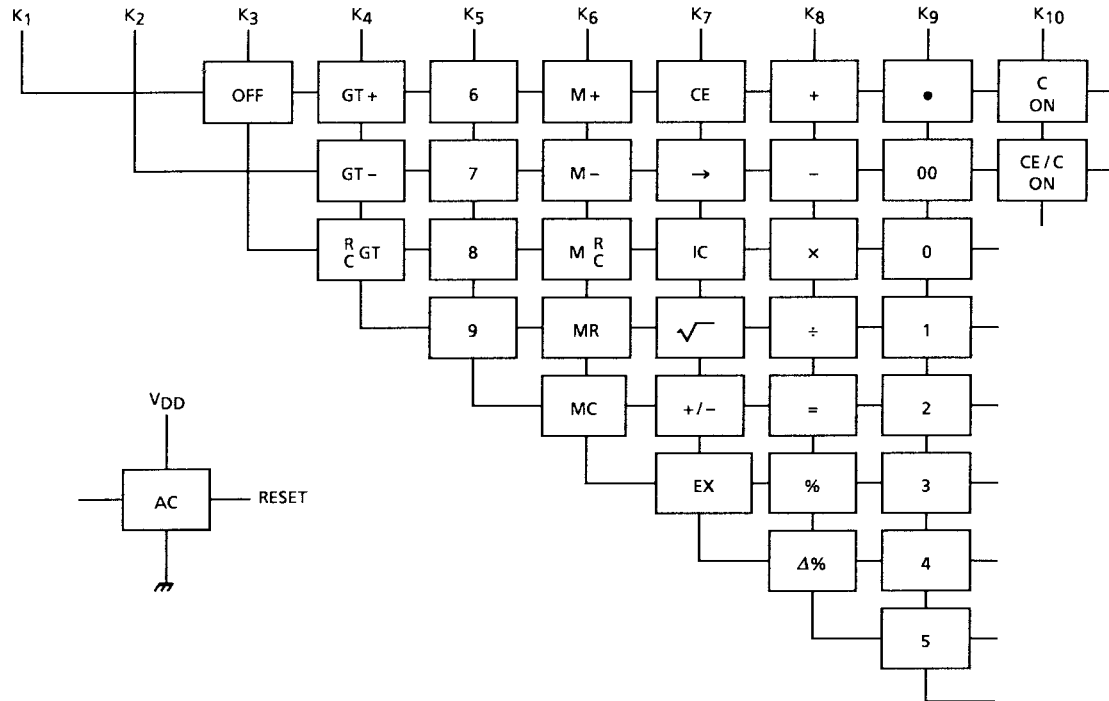 K1 K2 K3 K4 K5 K6 K7 K8 K9 K10
OFF GT+ 6 M+ CE + • C ON
GT− 7 M− → − 00 CE/C ON
R C GT 8 M R C IC × 0
9 MR √ ÷ 1
MC +/− = 2
VDD
EX % 3
AC RESET
Δ% 4
5